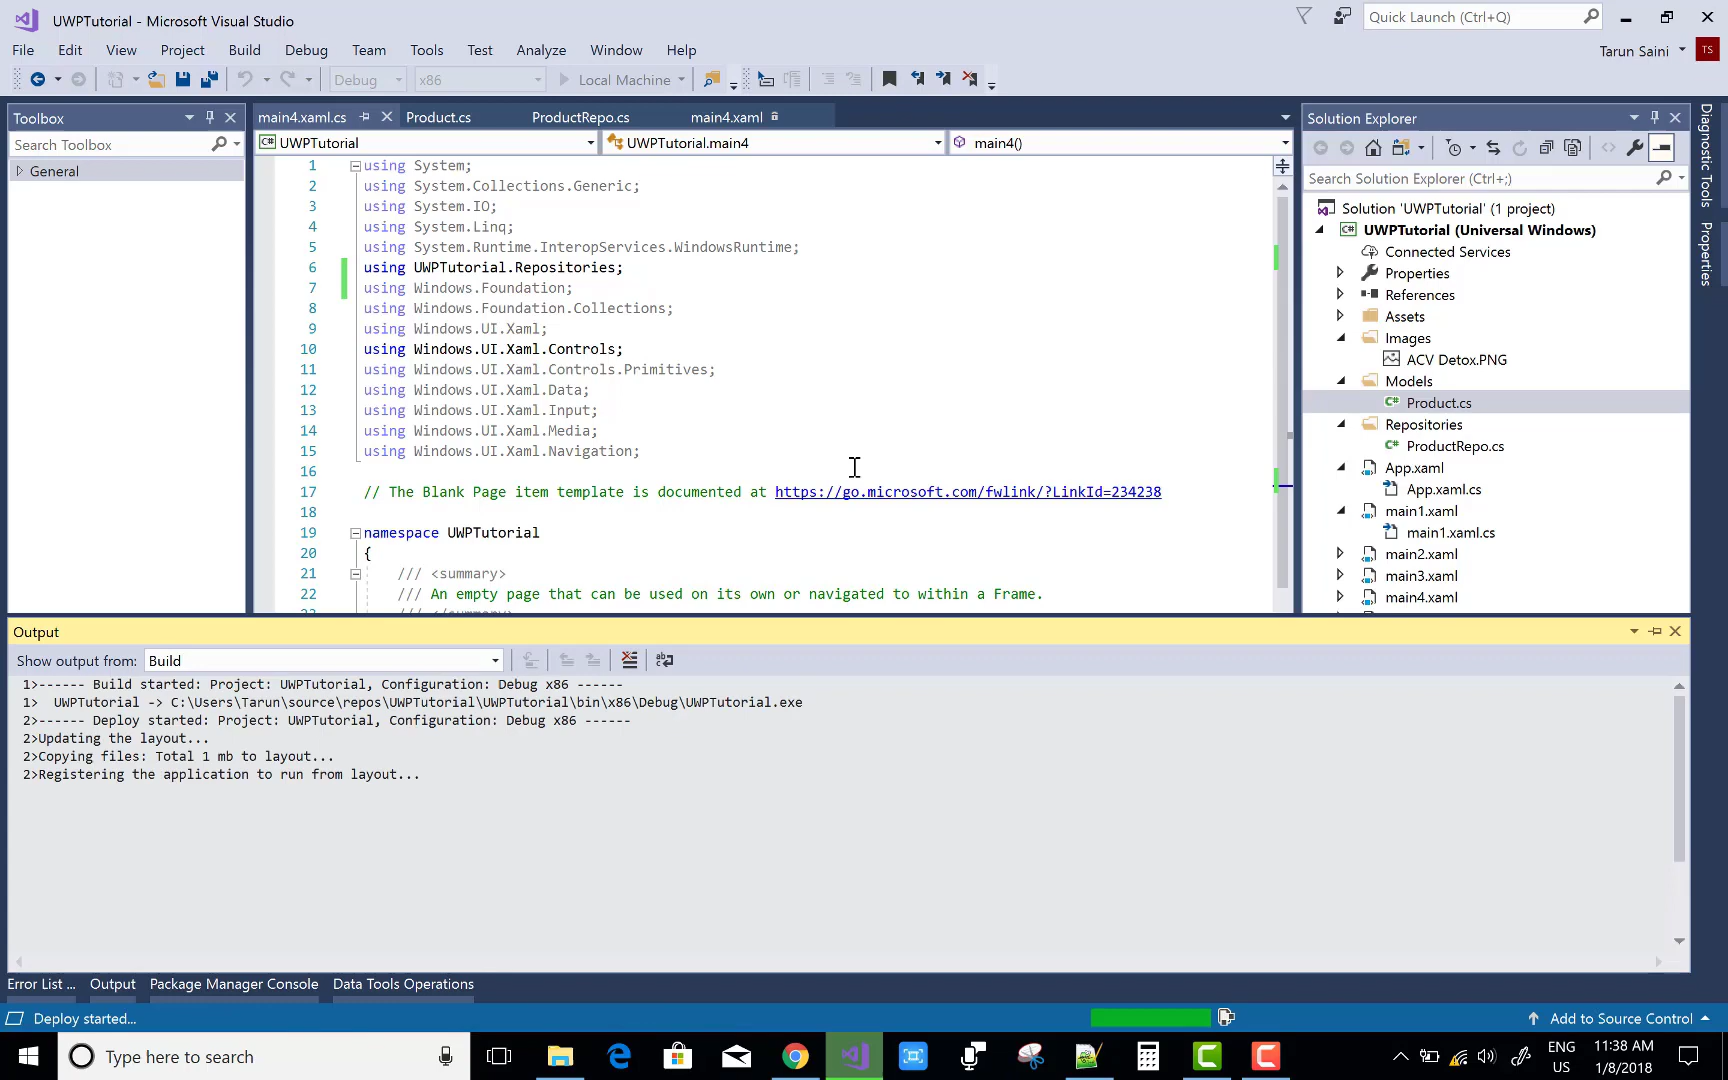 UWPTutorial - Microsoft Visual Studio
Quick Launch (Ctrl+Q)
File Edit View Project Build Debug Team Tools Test Analyze Window Help
Tarun Saini TS
Debug x86 Local Machine
Toolbox
Search Toolbox
General
main4.xaml.cs Product.cs ProductRepo.cs main4.xaml
UWPTutorial UWPTutorial.main4 main4()
1 using System;
2 using System.Collections.Generic;
3 using System.IO;
4 using System.Linq;
5 using System.Runtime.InteropServices.WindowsRuntime;
6 using UWPTutorial.Repositories;
7 using Windows.Foundation;
8 using Windows.Foundation.Collections;
9 using Windows.UI.Xaml;
10 using Windows.UI.Xaml.Controls;
11 using Windows.UI.Xaml.Controls.Primitives;
12 using Windows.UI.Xaml.Data;
13 using Windows.UI.Xaml.Input;
14 using Windows.UI.Xaml.Media;
15 using Windows.UI.Xaml.Navigation;
16
17 // The Blank Page item template is documented at https://go.microsoft.com/fwlink/?LinkId=234238
18
19 namespace UWPTutorial
20 {
21 /// <summary>
22 /// An empty page that can be used on its own or navigated to within a Frame.
Solution Explorer
Search Solution Explorer (Ctrl+;)
Solution 'UWPTutorial' (1 project)
UWPTutorial (Universal Windows)
Connected Services
Properties
References
Assets
Images
ACV Detox.PNG
Models
Product.cs
Repositories
ProductRepo.cs
App.xaml
App.xaml.cs
main1.xaml
main1.xaml.cs
main2.xaml
main3.xaml
main4.xaml
Diagnostic Tools
Properties
Output
Show output from: Build
1>------ Build started: Project: UWPTutorial, Configuration: Debug x86 ------
1>  UWPTutorial -> C:\Users\Tarun\source\repos\UWPTutorial\UWPTutorial\bin\x86\Debug\UWPTutorial.exe
2>------ Deploy started: Project: UWPTutorial, Configuration: Debug x86 ------
2>Updating the layout...
2>Copying files: Total 1 mb to layout...
2>Registering the application to run from layout...
Error List ... Output Package Manager Console Data Tools Operations
Deploy started... Add to Source Control
Type here to search
ENG
US
11:38 AM
1/8/2018